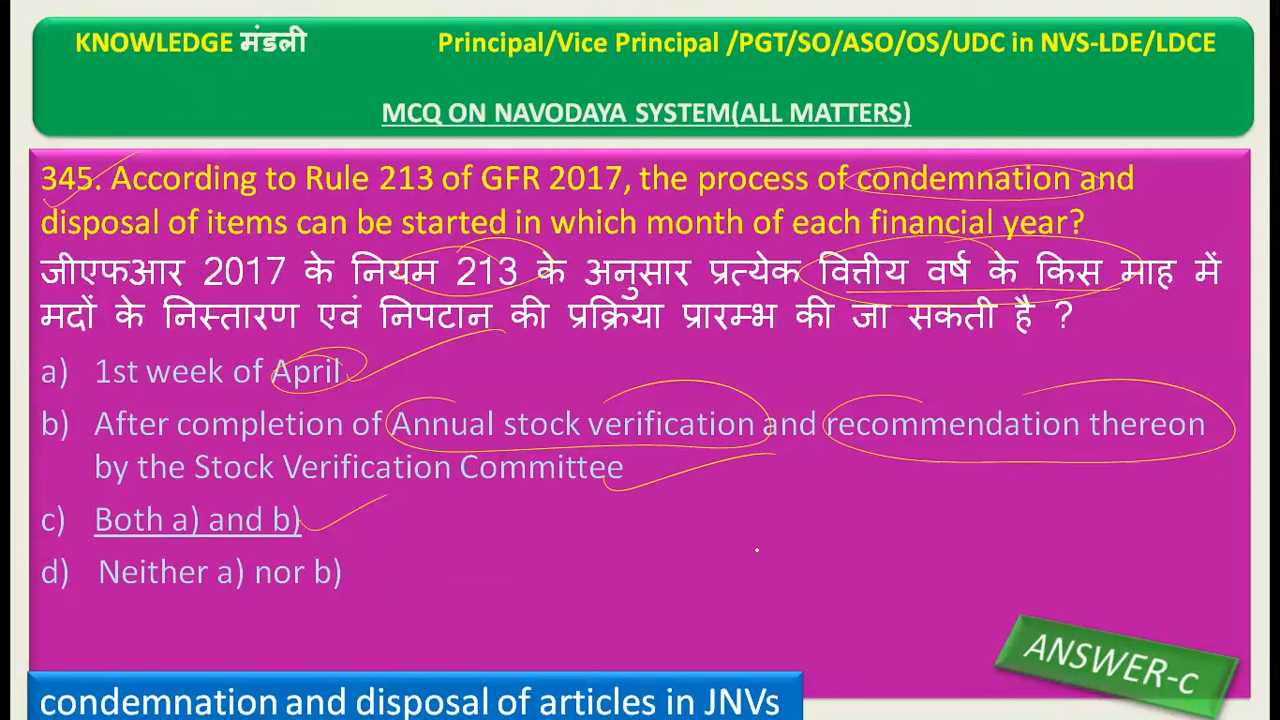 KNOWLEDGE मंडली Principal/Vice Principal /PGT/SO/ASO/OS/UDC in NVS-LDE/LDCE
MCQ ON NAVODAYA SYSTEM(ALL MATTERS)
345. According to Rule 213 of GFR 2017, the process of condemnation and
disposal of items can be started in which month of each financial year?
जीएफआर 2017 के नियम 213 के अनुसार प्रत्येक वित्तीय वर्ष के किस माह में
मदों के निस्तारण एवं निपटान की प्रक्रिया प्रारम्भ की जा सकती है ?
a) 1st week of April
b) After completion of Annual stock verification and recommendation thereon
by the Stock Verification Committee
c) Both a) and b)
d) Neither a) nor b)
ANSWER-c
condemnation and disposal of articles in JNVs